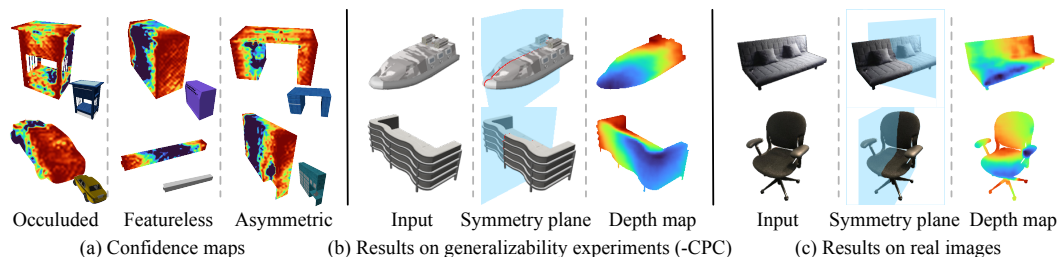 Occuluded Featureless Asymmetric Input Symmetry plane Depth map Input Symmetry plane Depth map
(a) Confidence maps (b) Results on generalizability experiments (-CPC) (c) Results on real images